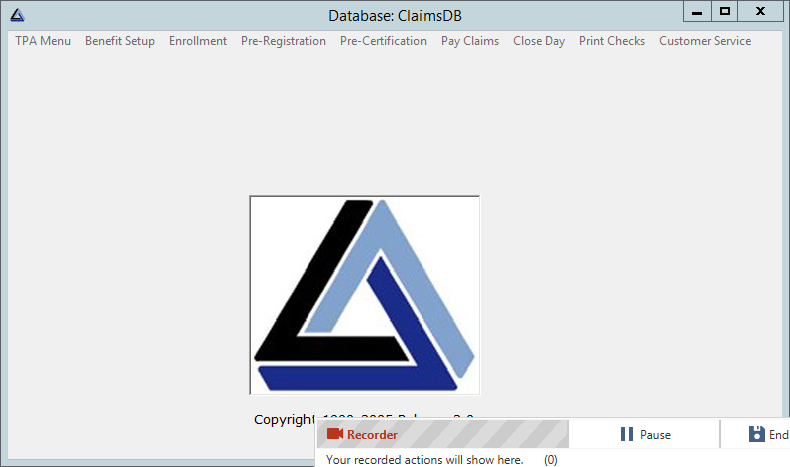 Database: ClaimsDB
TPA Menu Benefit Setup Enrollment Pre-Registration Pre-Certification Pay Claims Close Day Print Checks Customer Service
Copyright
Recorder Pause End
Your recorded actions will show here. (0)